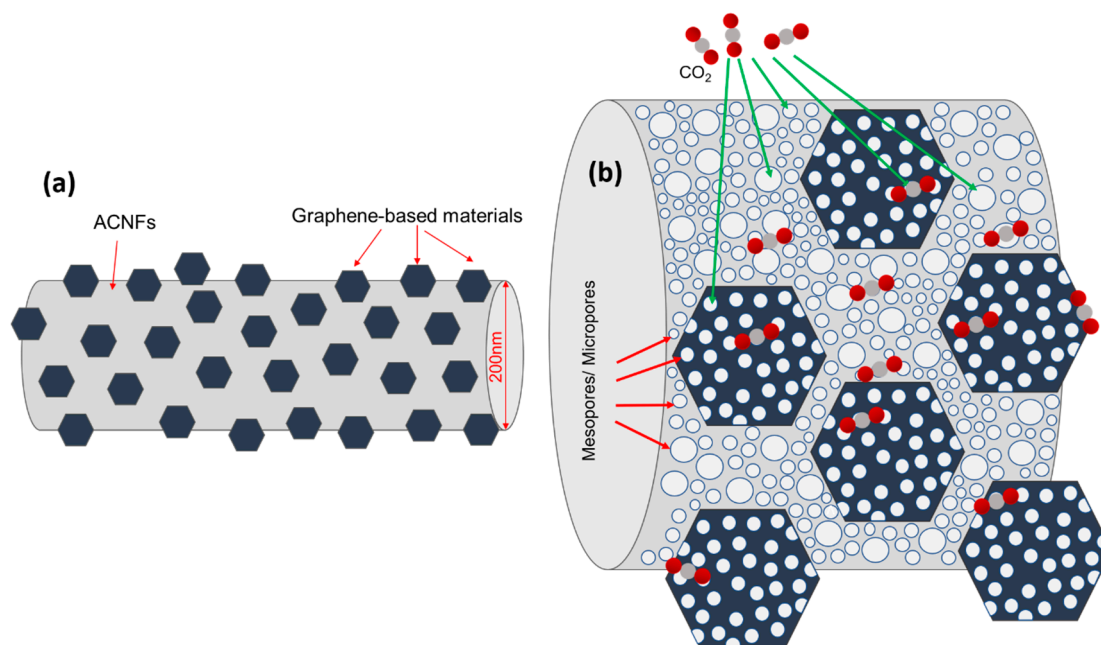 (a)
ACNFs
Graphene-based materials
200nm
CO₂
(b)
Mesopores/ Micropores